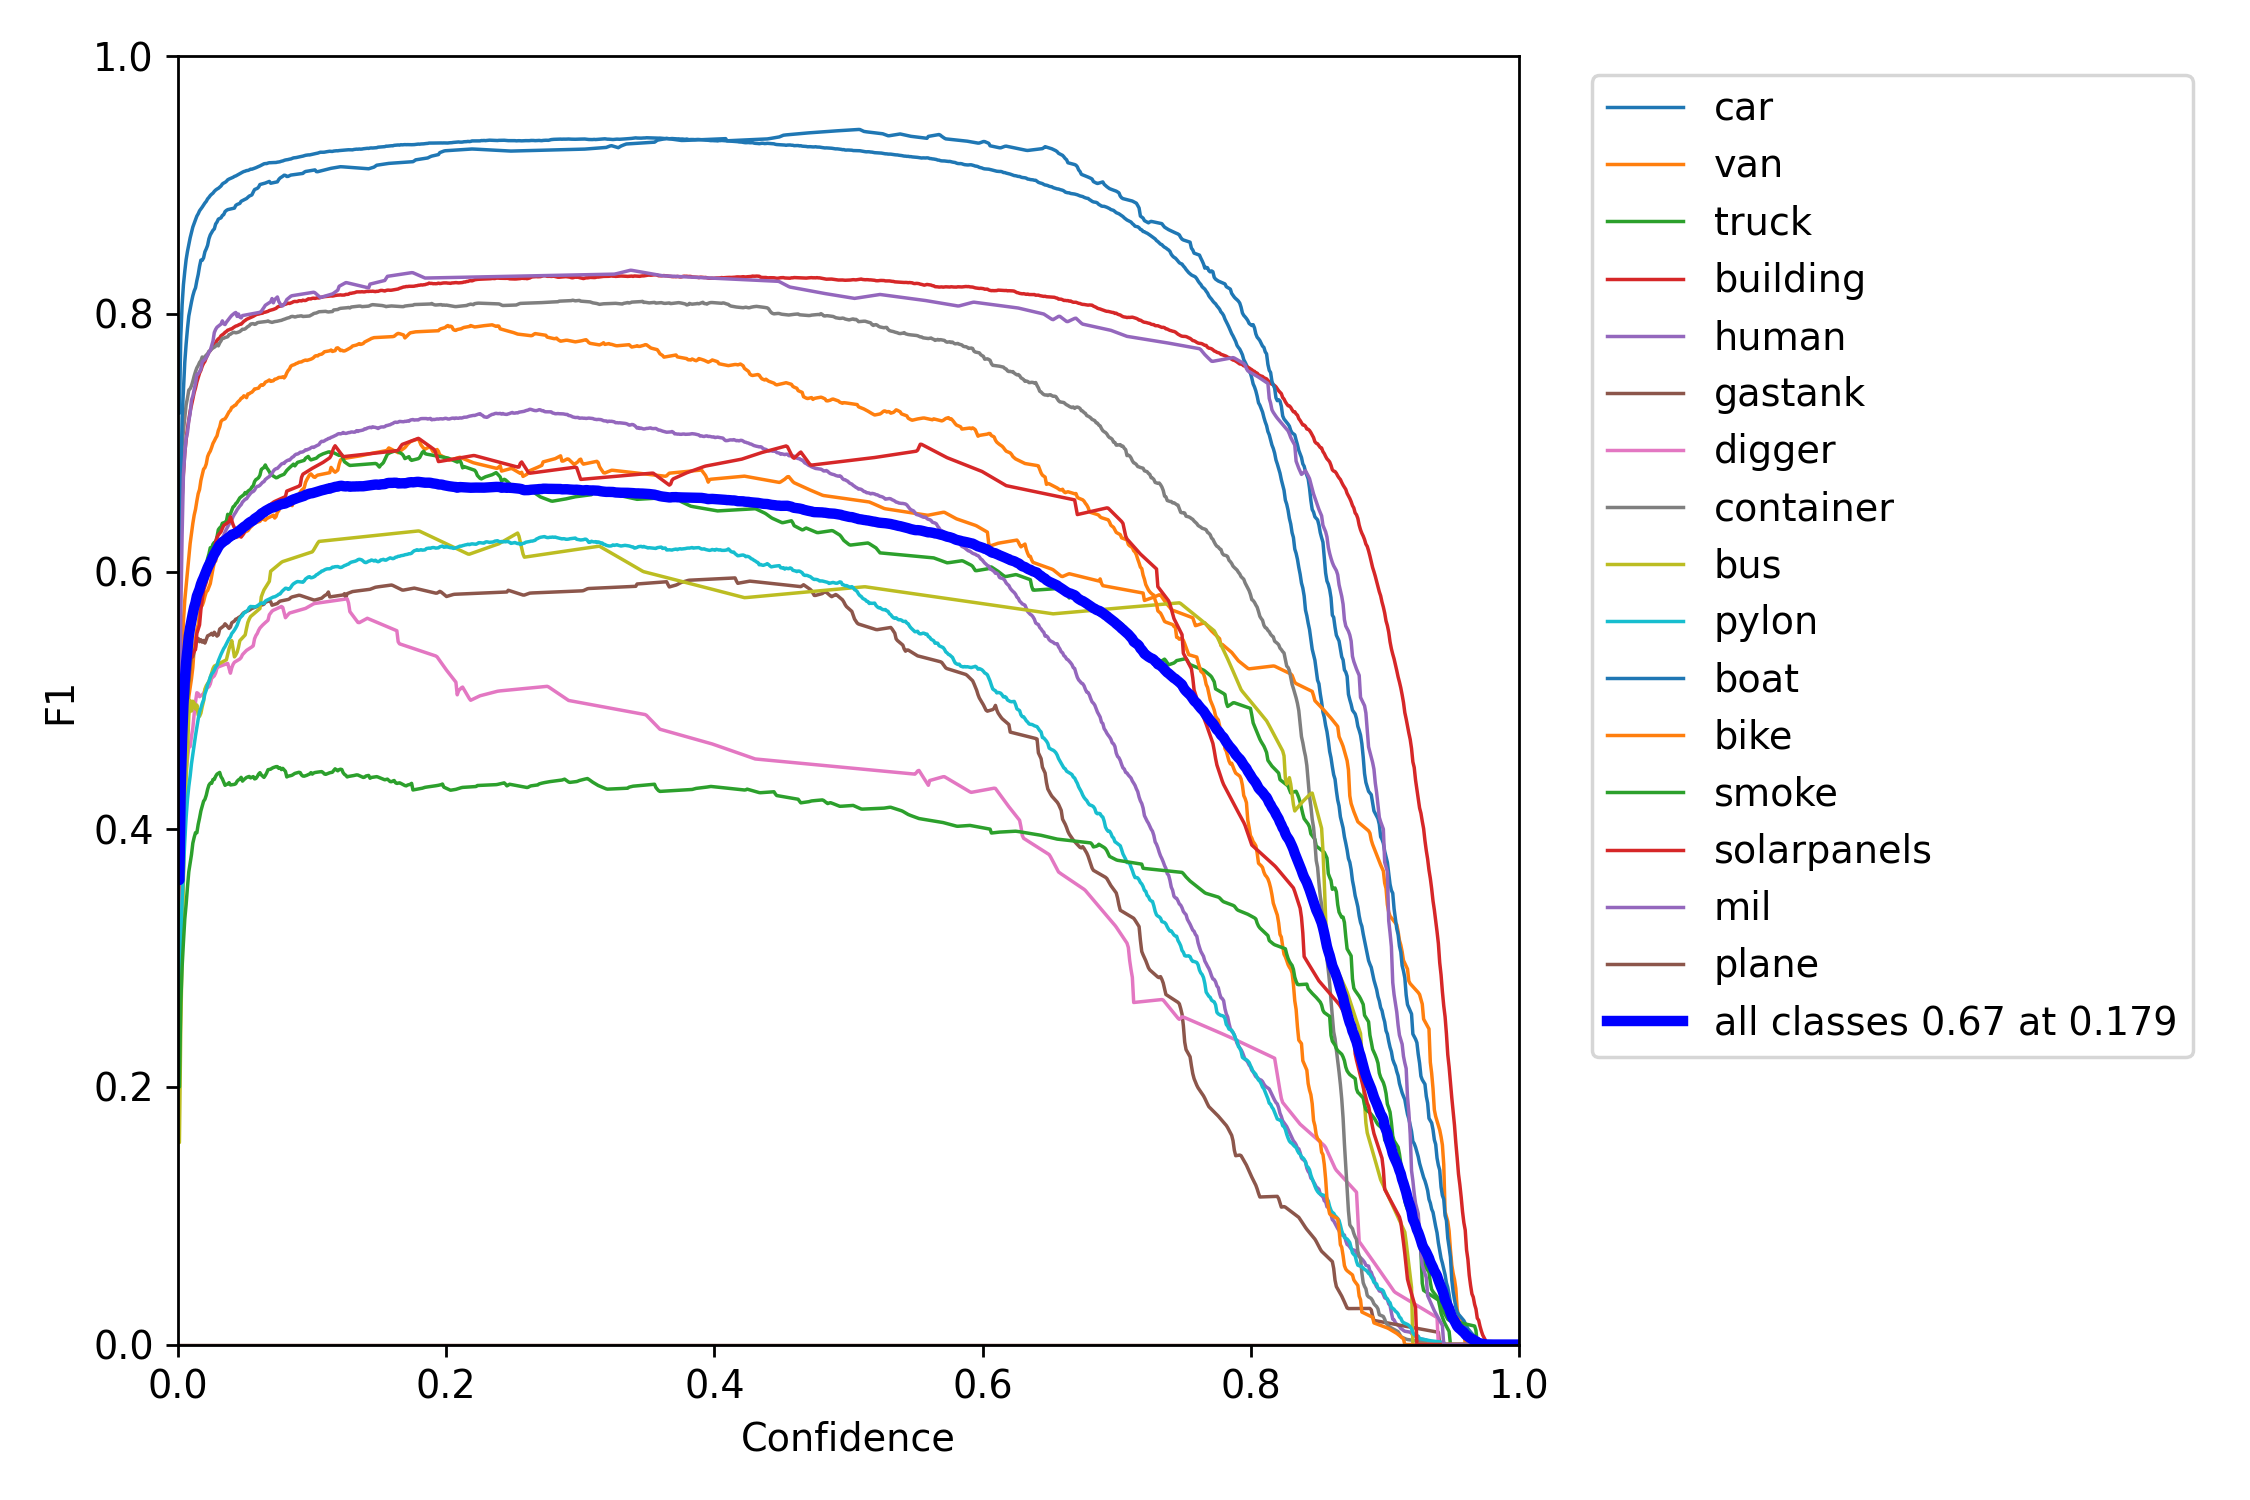 1.0
0.8
0.6
0.4
0.2
0.0
F1
0.0 0.2 0.4 0.6 0.8 1.0
Confidence
car
van
truck
building
human
gastank
digger
container
bus
pylon
boat
bike
smoke
solarpanels
mil
plane
all classes 0.67 at 0.179